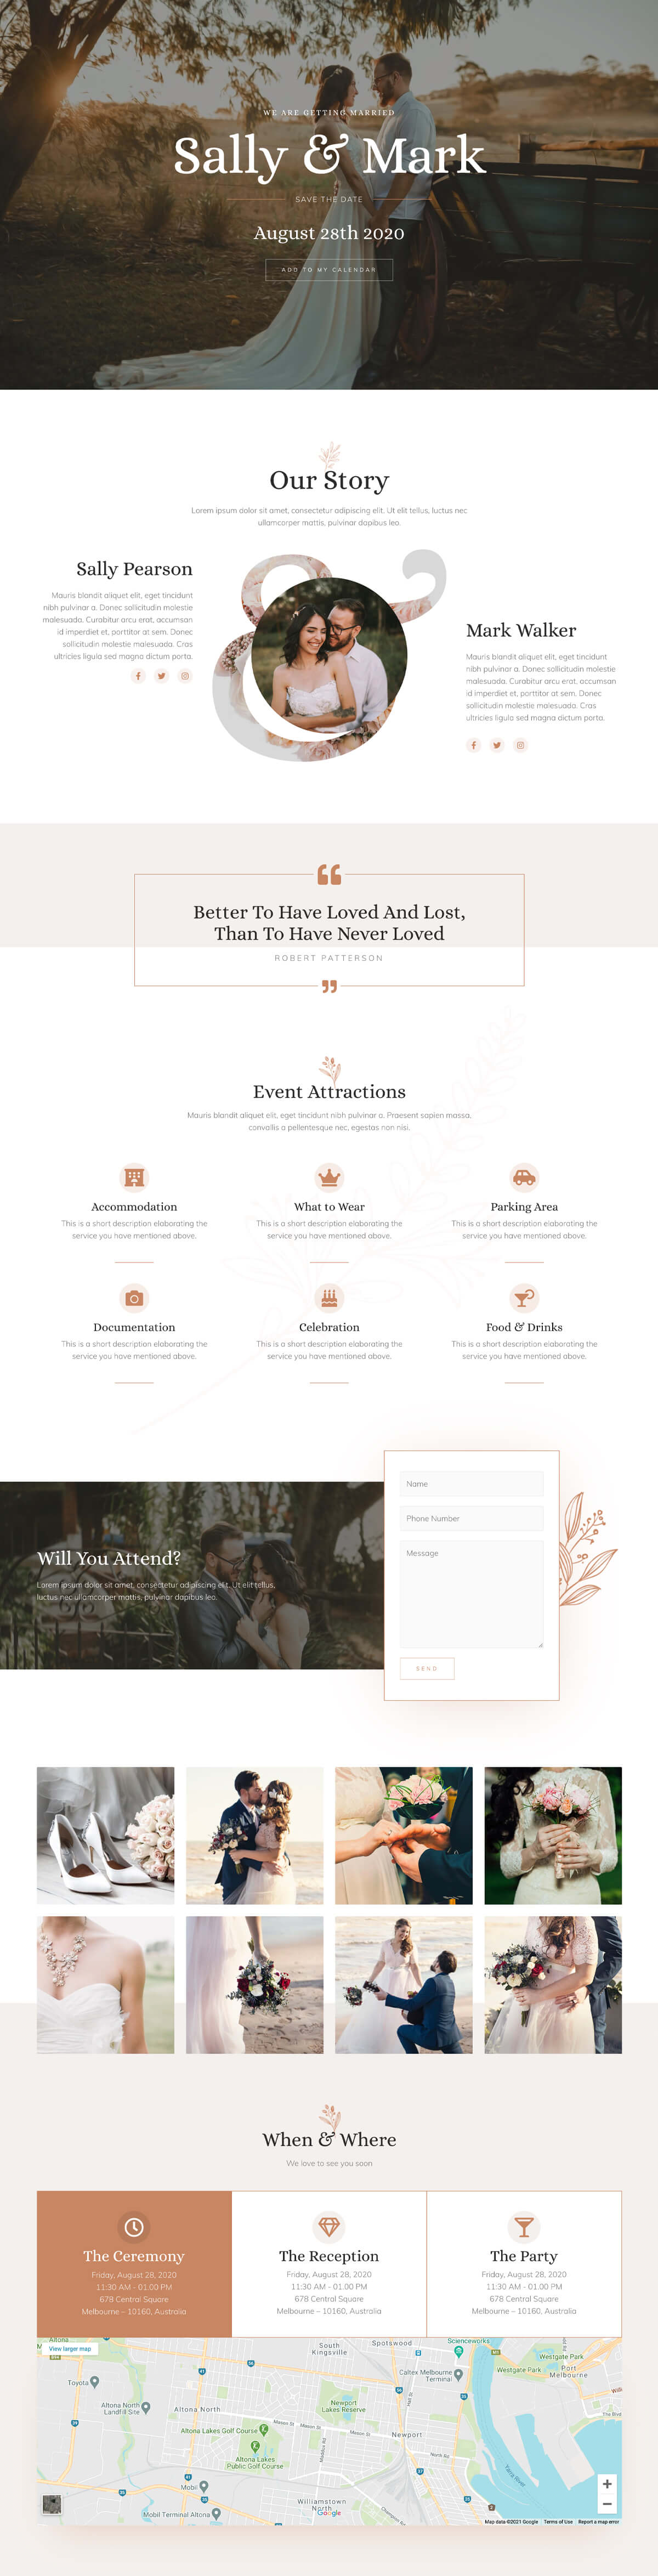 WE ARE GETTING MARRIED
Sally & Mark
SAVE THE DATE
August 28th 2020
ADD TO MY CALENDAR
Our Story
Lorem ipsum dolor sit amet, consectetur adipiscing elit. Ut elit tellus, luctus nec
ullamcorper mattis, pulvinar dapibus leo.
Sally Pearson
Mauris blandit aliquet elit, eget tincidunt
nibh pulvinar a. Donec sollicitudin molestie
malesuada. Curabitur arcu erat, accumsan
id imperdiet et, porttitor at sem. Donec
sollicitudin molestie malesuada. Cras
ultricies ligula sed magna dictum porta.
Mark Walker
Mauris blandit aliquet elit, eget tincidunt
nibh pulvinar a. Donec sollicitudin molestie
malesuada. Curabitur arcu erat, accumsan
id imperdiet et, porttitor at sem. Donec
sollicitudin molestie malesuada. Cras
ultricies ligula sed magna dictum porta.
Better To Have Loved And Lost,
Than To Have Never Loved
ROBERT PATTERSON
Event Attractions
Mauris blandit aliquet elit, eget tincidunt nibh pulvinar a. Praesent sapien massa,
convallis a pellentesque nec, egestas non nisi.
Accommodation
This is a short description elaborating the
service you have mentioned above.
What to Wear
This is a short description elaborating the
service you have mentioned above.
Parking Area
This is a short description elaborating the
service you have mentioned above.
Documentation
This is a short description elaborating the
service you have mentioned above.
Celebration
This is a short description elaborating the
service you have mentioned above.
Food & Drinks
This is a short description elaborating the
service you have mentioned above.
Will You Attend?
Lorem ipsum dolor sit amet, consectetur adipiscing elit. Ut elit tellus,
luctus nec ullamcorper mattis, pulvinar dapibus leo.
Name
Phone Number
Message
SEND
When & Where
We love to see you soon
The Ceremony
Friday, August 28, 2020
11:30 AM - 01:00 PM
678 Central Square
Melbourne – 10160, Australia
The Reception
Friday, August 28, 2020
11:30 AM - 01.00 PM
678 Central Square
Melbourne – 10160, Australia
The Party
Friday, August 28, 2020
11:30 AM - 01.00 PM
678 Central Square
Melbourne – 10160, Australia
Altona
View larger map
South
Kingsville
Spotswood
Scienceworks
Westgate Park
Westgate Park
Port
Melbourne
Toyota
Caltex Melbourne
Terminal
Altona North
Landfill Site
Altona North
Newport
Lakes Reserve
Mason St
Mason St
Mason St
Altona Lakes Golf Course
Newport
North Rd
Altona Lakes
Public Golf Course
Yarra River
Mobil
Williamstown
North
Google
Mobil Terminal Altona
Map data ©2021 Google
Terms of Use
Report a map error